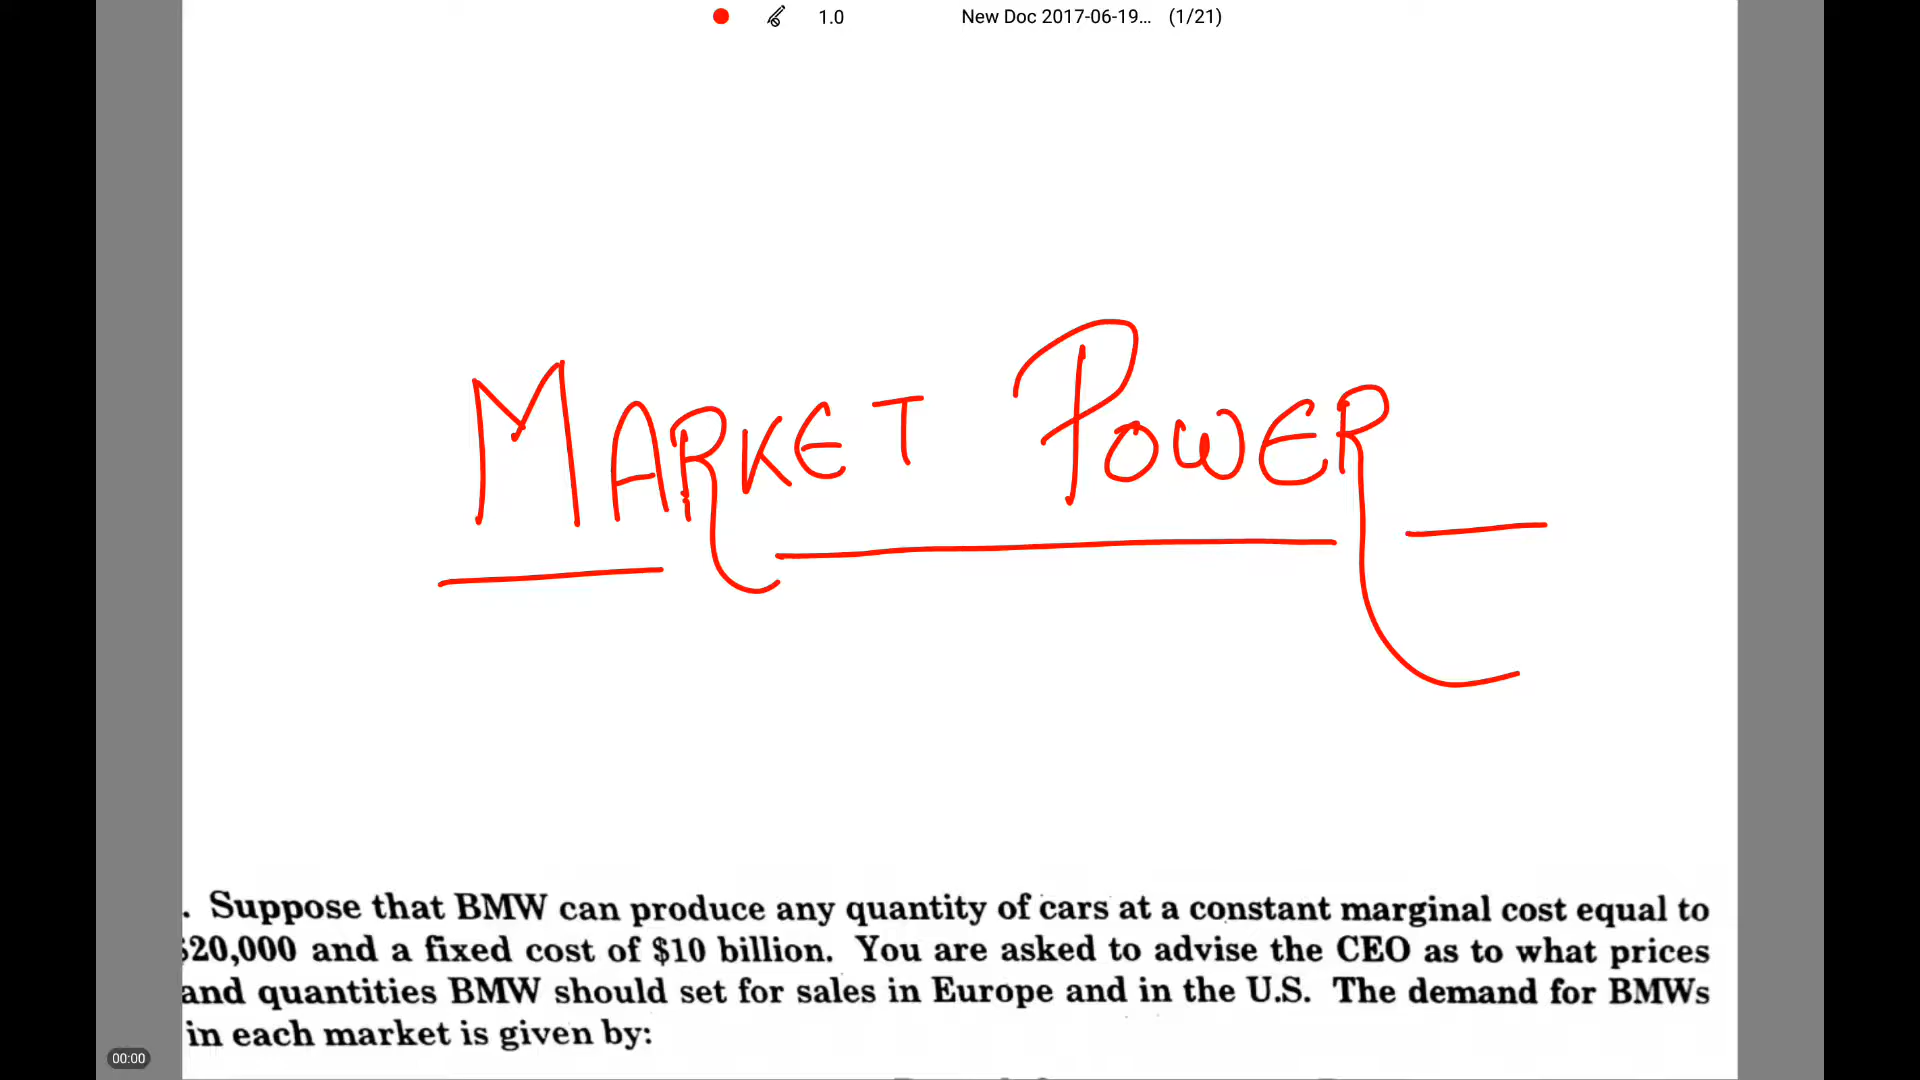 1.0 New Doc 2017-06-19... (1/21)
MARKET POWER
. Suppose that BMW can produce any quantity of cars at a constant marginal cost equal to
$20,000 and a fixed cost of $10 billion. You are asked to advise the CEO as to what prices
and quantities BMW should set for sales in Europe and in the U.S. The demand for BMWs
in each market is given by:
00:00